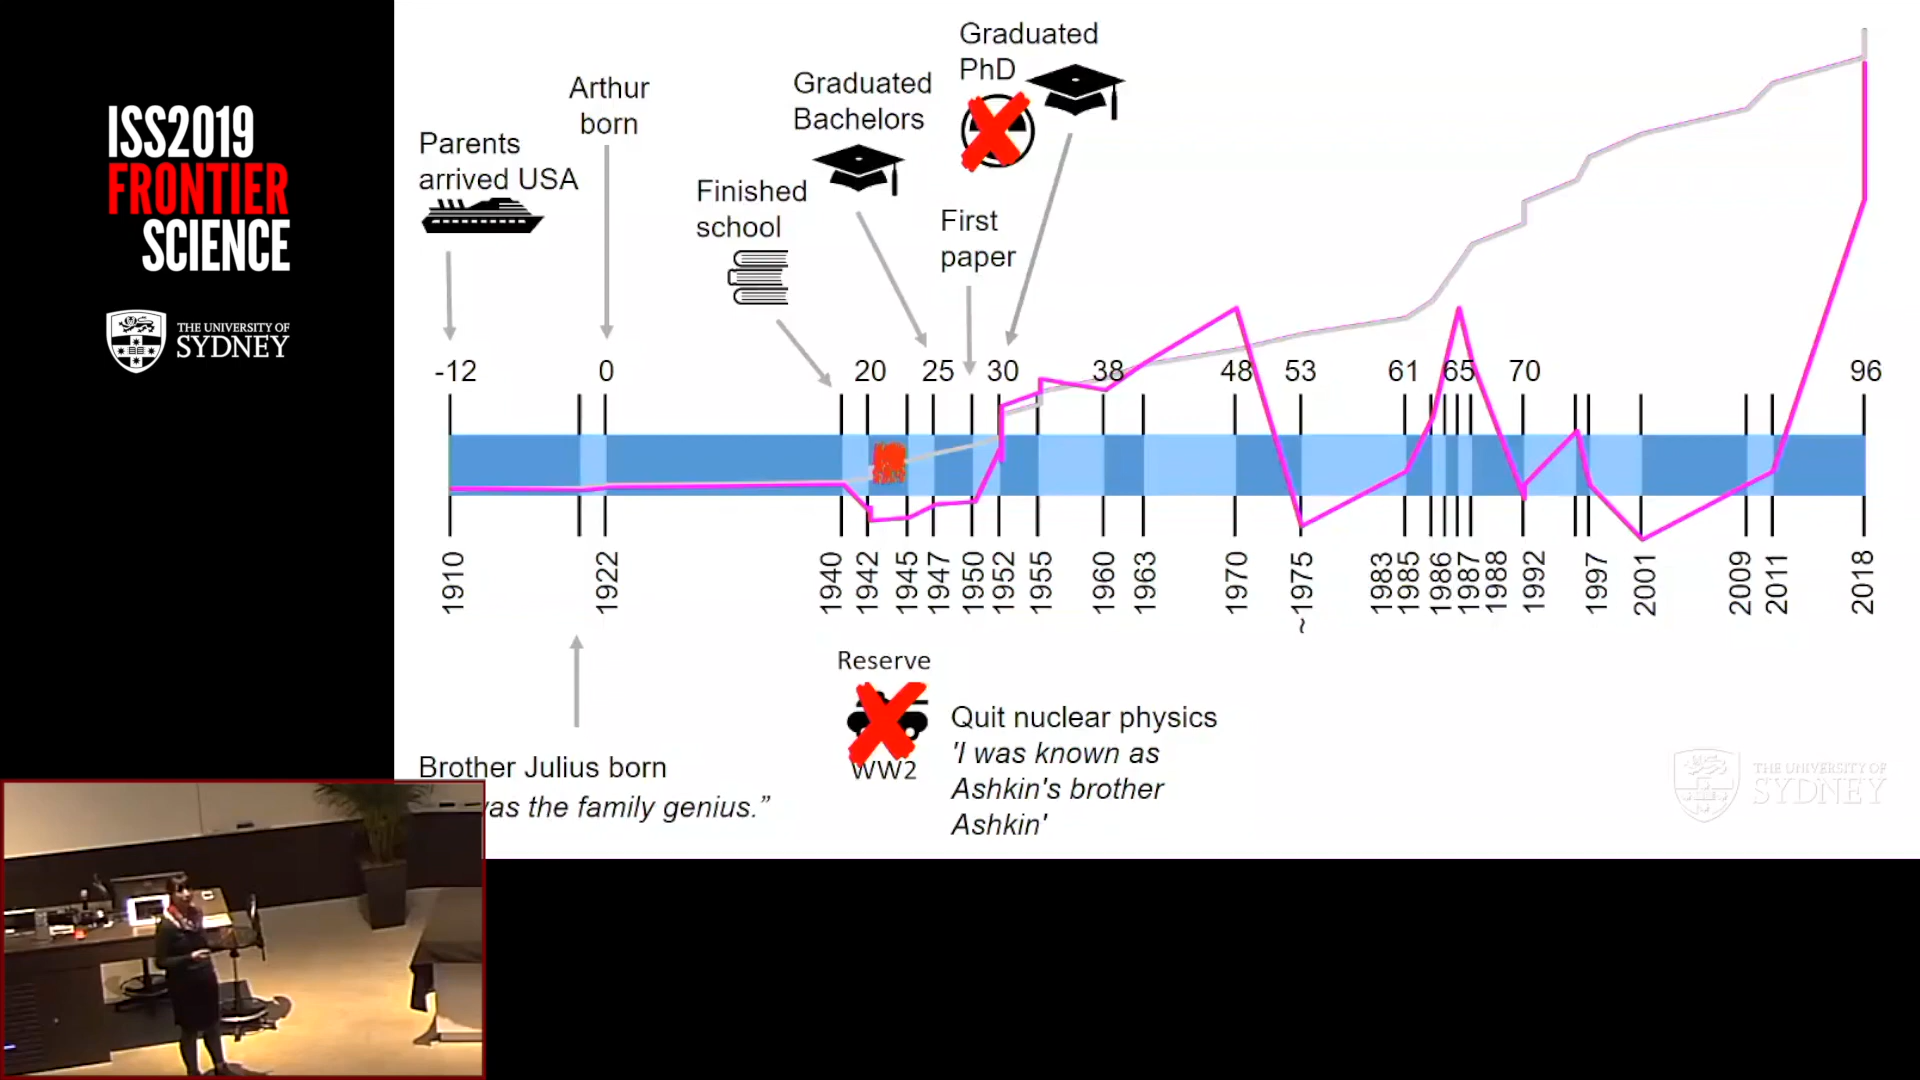 ISS2019
FRONTIER
SCIENCE
THE UNIVERSITY OF
SYDNEY
Parents
arrived USA
Arthur
born
Finished
school
Graduated
Bachelors
Graduated
PhD
First
paper
-12 0 20 25 30 38 48 53 61 65 70 96
1910 1922 1940 1942 1945 1947 1950 1952 1955 1960 1963 1970 ~1975 1983 1985 1986 1987 1988 1992 1997 2001 2009 2011 2018
Brother Julius born
was the family genius.”
Reserve
WW2
Quit nuclear physics
'I was known as
Ashkin's brother
Ashkin'
THE UNIVERSITY OF
SYDNEY